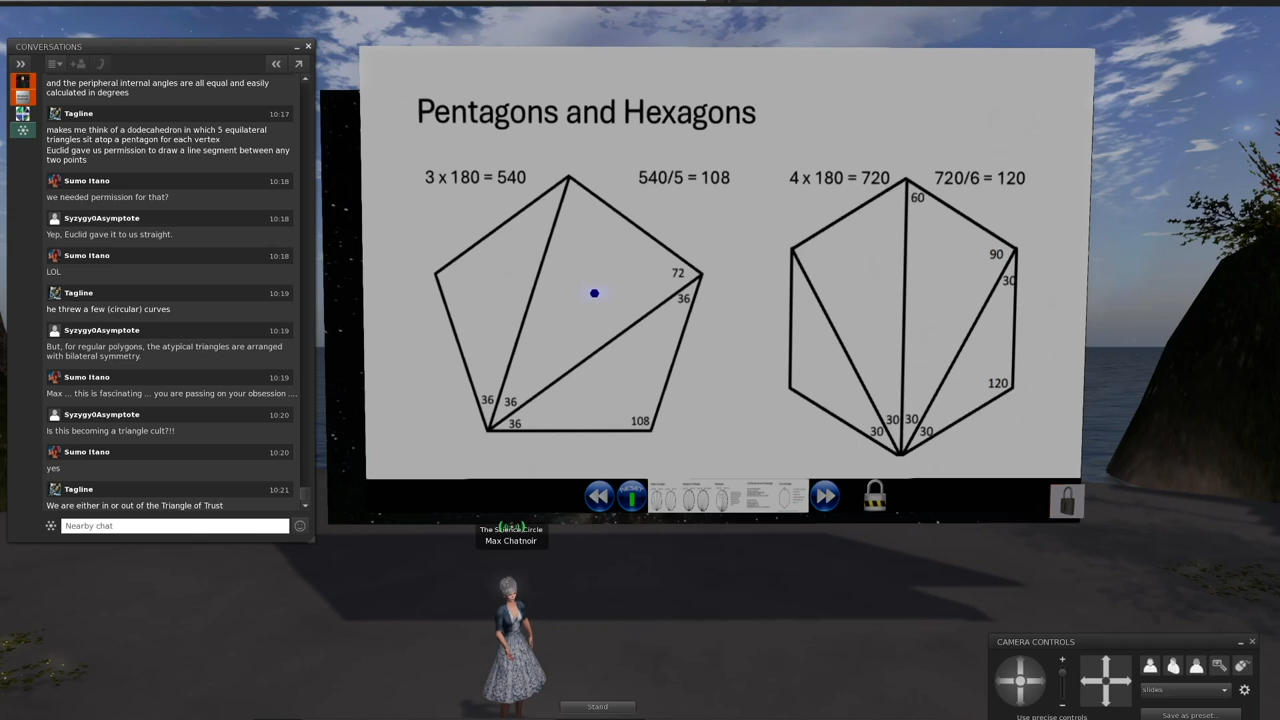 CONVERSATIONS
and the peripheral internal angles are all equal and easily
calculated in degrees
Tagline 10:17
makes me think of a dodecahedron in which 5 equilateral
triangles sit atop a pentagon for each vertex
Euclid gave us permission to draw a line segment between any
two points
Sumo Itano 10:18
we needed permission for that?
Syzygy0Asymptote 10:18
Yep, Euclid gave it to us straight.
Sumo Itano 10:18
LOL
Tagline 10:19
he threw a few (circular) curves
Syzygy0Asymptote 10:19
But, for regular polygons, the atypical triangles are arranged
with bilateral symmetry.
Sumo Itano 10:19
Max ... this is fascinating ... you are passing on your obsession ....
Syzygy0Asymptote 10:20
Is this becoming a triangle cult?!!
Sumo Itano 10:20
yes
Tagline 10:21
We are either in or out of the Triangle of Trust
Nearby chat
Pentagons and Hexagons
3 x 180 = 540 540/5 = 108 4 x 180 = 720 720/6 = 120
72
36
36 36
36
108
60
90
30
120
30 30
30 30
The Science Circle
Max Chatnoir
Stand
CAMERA CONTROLS
slides
Use precise controls
Save as preset...